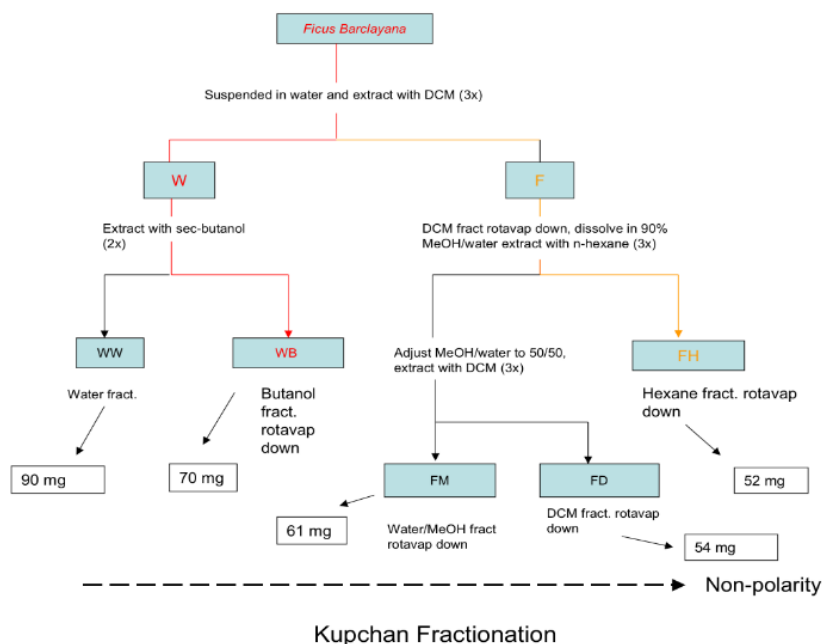 Ficus Barclayana
Suspended in water and extract with DCM (3x)
W
F
Extract with sec-butanol
(2x)
DCM fract rotavap down, dissolve in 90%
MeOH/water extract with n-hexane (3x)
WW
WB
Adjust MeOH/water to 50/50,
extract with DCM (3x)
FH
Water fract.
Butanol
fract.
rotavap
down
Hexane fract. rotavap
down
90 mg
70 mg
FM
FD
52 mg
61 mg
Water/MeOH fract
rotavap down
DCM fract. rotavap
down
54 mg
Non-polarity
Kupchan Fractionation